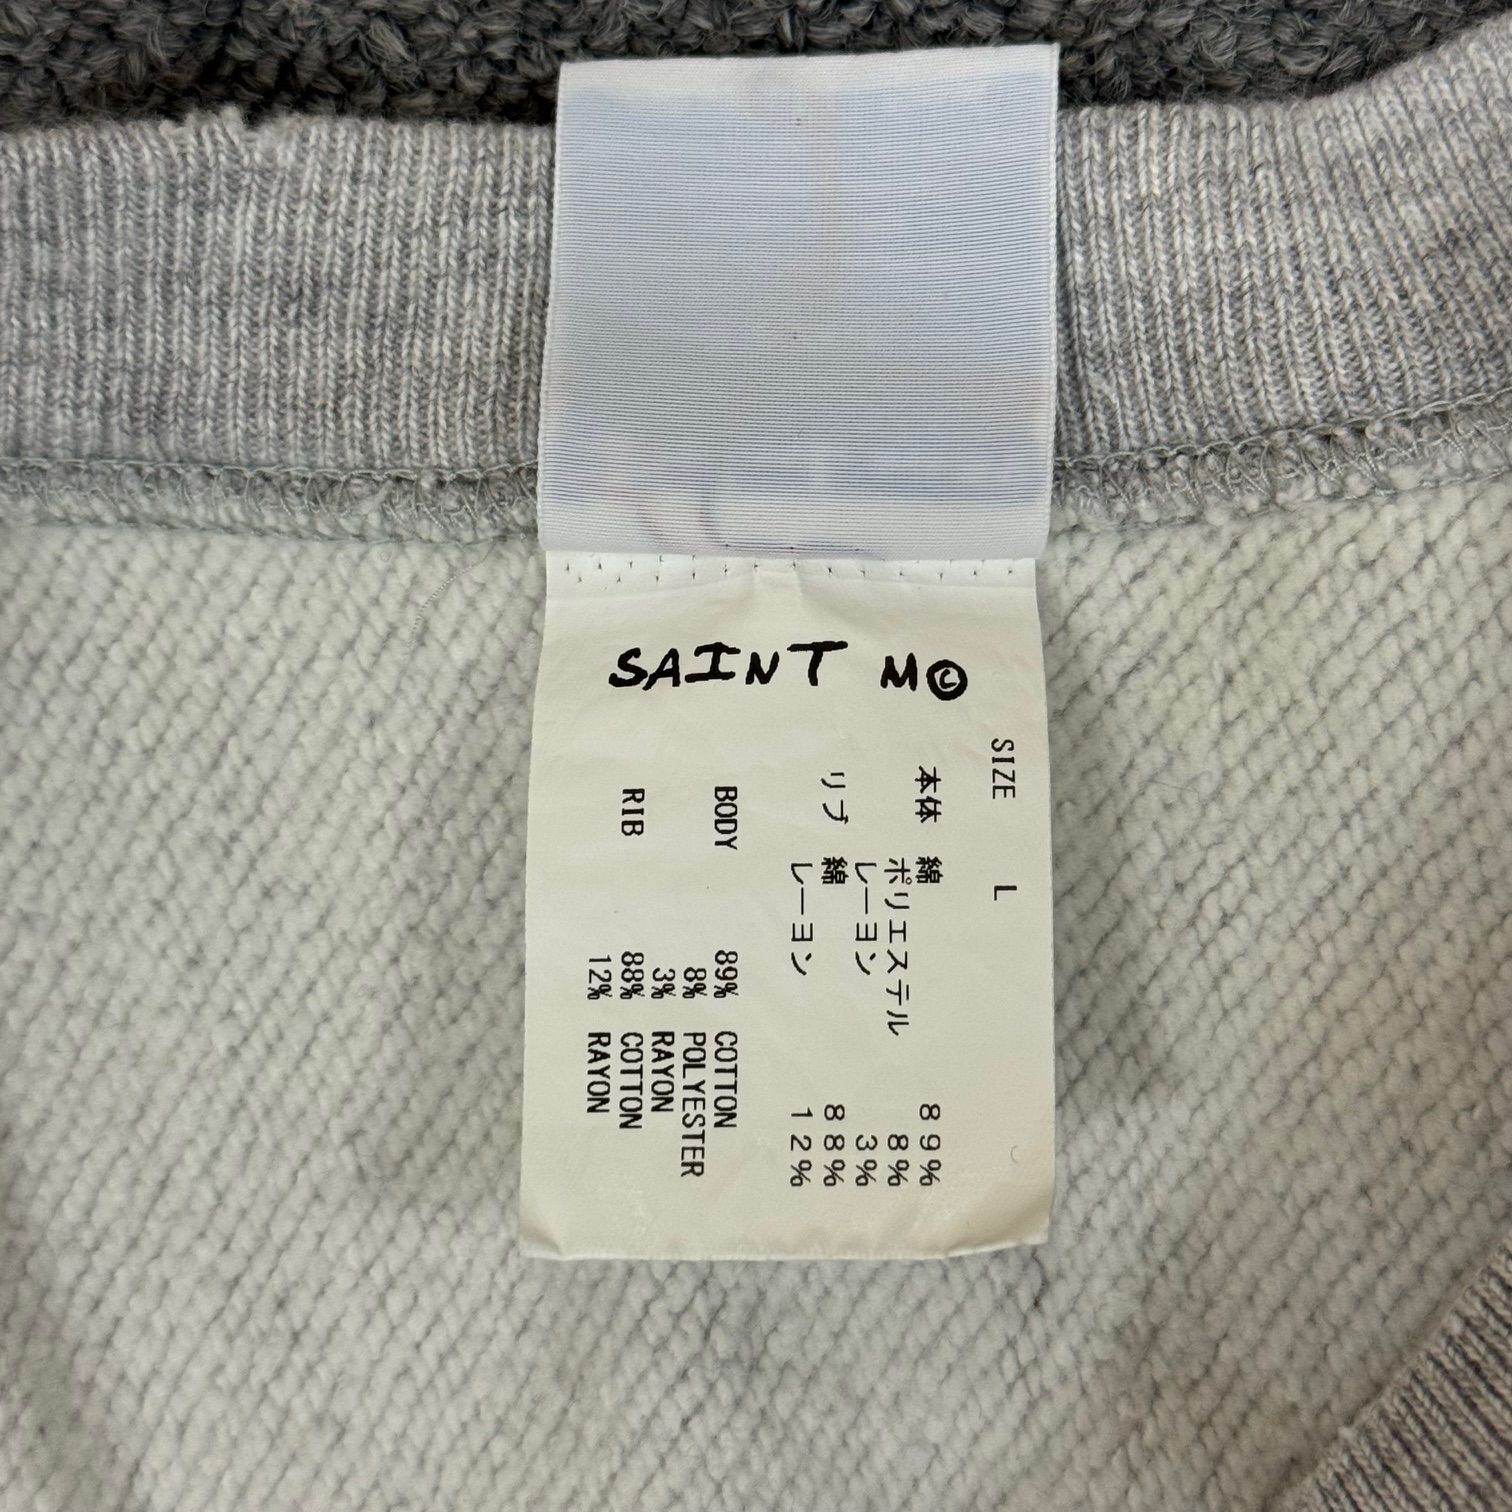 SAINT M©
SIZE L
本体 綿 89%
ポリエステル 8%
レーヨン 3%
リブ 綿 88%
レーヨン 12%
BODY 89% COTTON
8% POLYESTER
3% RAYON
RIB 88% COTTON
12% RAYON